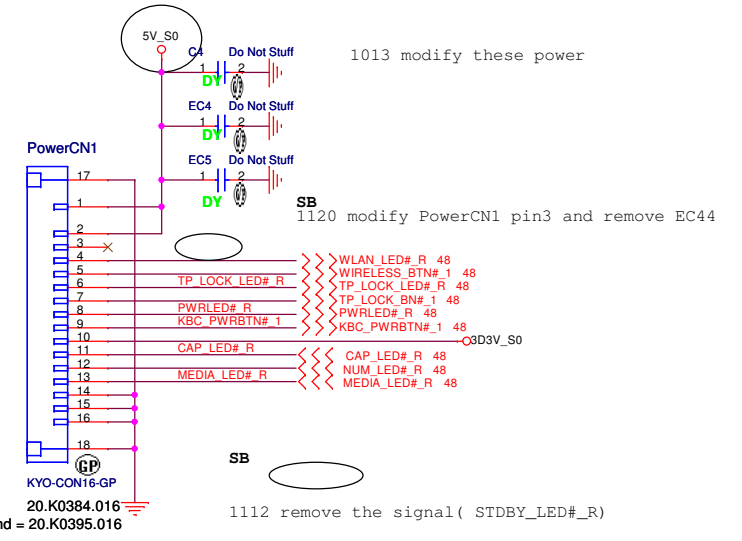 5V_S0
C4 Do Not Stuff
1 2
DY
1013 modify these power
EC4 Do Not Stuff
1 2
DY
EC5 Do Not Stuff
1 2
DY
PowerCN1
17
1
2
3
4
5
6
7
8
9
10
11
12
13
14
15
16
18
SB
1120 modify PowerCN1 pin3 and remove EC44
TP_LOCK_LED#_R
PWRLED#_R
KBC_PWRBTN#_1
CAP_LED#_R
MEDIA_LED#_R
WLAN_LED#_R 48
WIRELESS_BTN#_1 48
TP_LOCK_LED#_R 48
TP_LOCK_BN#_1 48
PWRLED#_R 48
KBC_PWRBTN#_1 48
3D3V_S0
CAP_LED#_R 48
NUM_LED#_R 48
MEDIA_LED#_R 48
GP
KYO-CON16-GP
20.K0384.016
nd = 20.K0395.016
SB
1112 remove the signal( STDBY_LED#_R)